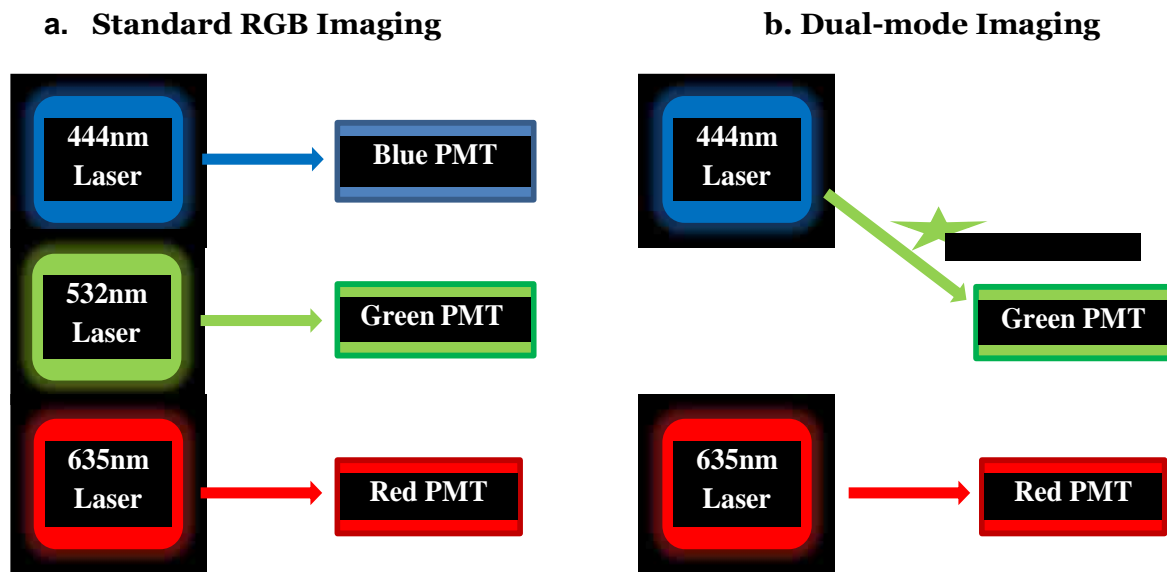 a. Standard RGB Imaging
b. Dual-mode Imaging
444nm
Laser
Blue PMT
532nm
Laser
Green PMT
635nm
Laser
Red PMT
444nm
Laser
Green PMT
635nm
Laser
Red PMT